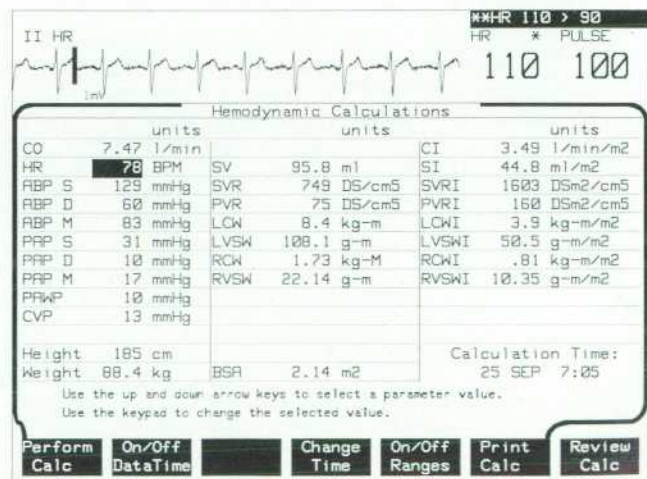 **HR 110 > 90
II HR HR * PULSE
110 100
1mV
Hemodynamic Calculations
units units units
CO 7.47 l/min CI 3.49 l/min/m2
HR 78 BPM SV 95.8 ml SI 44.8 ml/m2
ABP S 129 mmHg SVR 749 DS/cm5 SVRI 1603 DSm2/cm5
ABP D 60 mmHg PVR 75 DS/cm5 PVRI 160 DSm2/cm5
ABP M 83 mmHg LCW 8.4 kg-m LCWI 3.9 kg-m/m2
PAP S 31 mmHg LVSW 108.1 g-m LVSWI 50.5 g-m/m2
PAP D 10 mmHg RCW 1.73 kg-M RCWI .81 kg-m/m2
PAP M 17 mmHg RVSW 22.14 g-m RVSWI 10.35 g-m/m2
PAWP 10 mmHg
CVP 13 mmHg
Height 185 cm Calculation Time:
Weight 88.4 kg BSA 2.14 m2 25 SEP 7:05
Use the up and down arrow keys to select a parameter value.
Use the keypad to change the selected value.
Perform On/Off Change On/Off Print Review
Calc DataTime Time Ranges Calc Calc